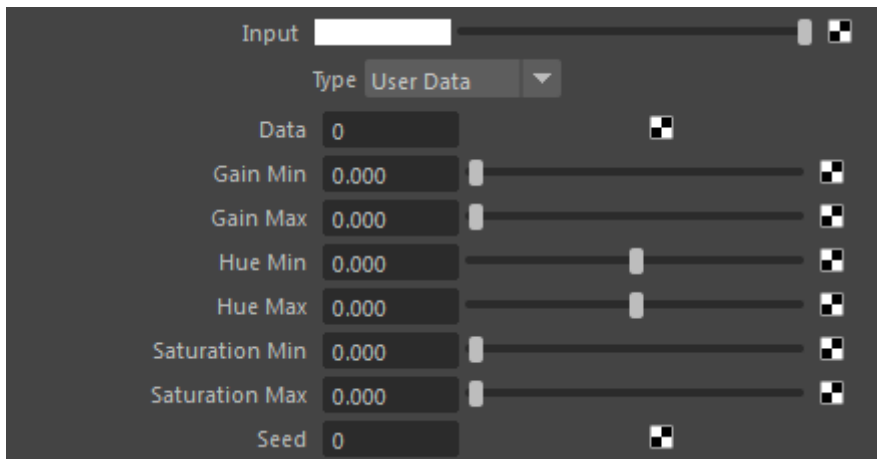 Input
Type User Data
Data 0
Gain Min 0.000
Gain Max 0.000
Hue Min 0.000
Hue Max 0.000
Saturation Min 0.000
Saturation Max 0.000
Seed 0